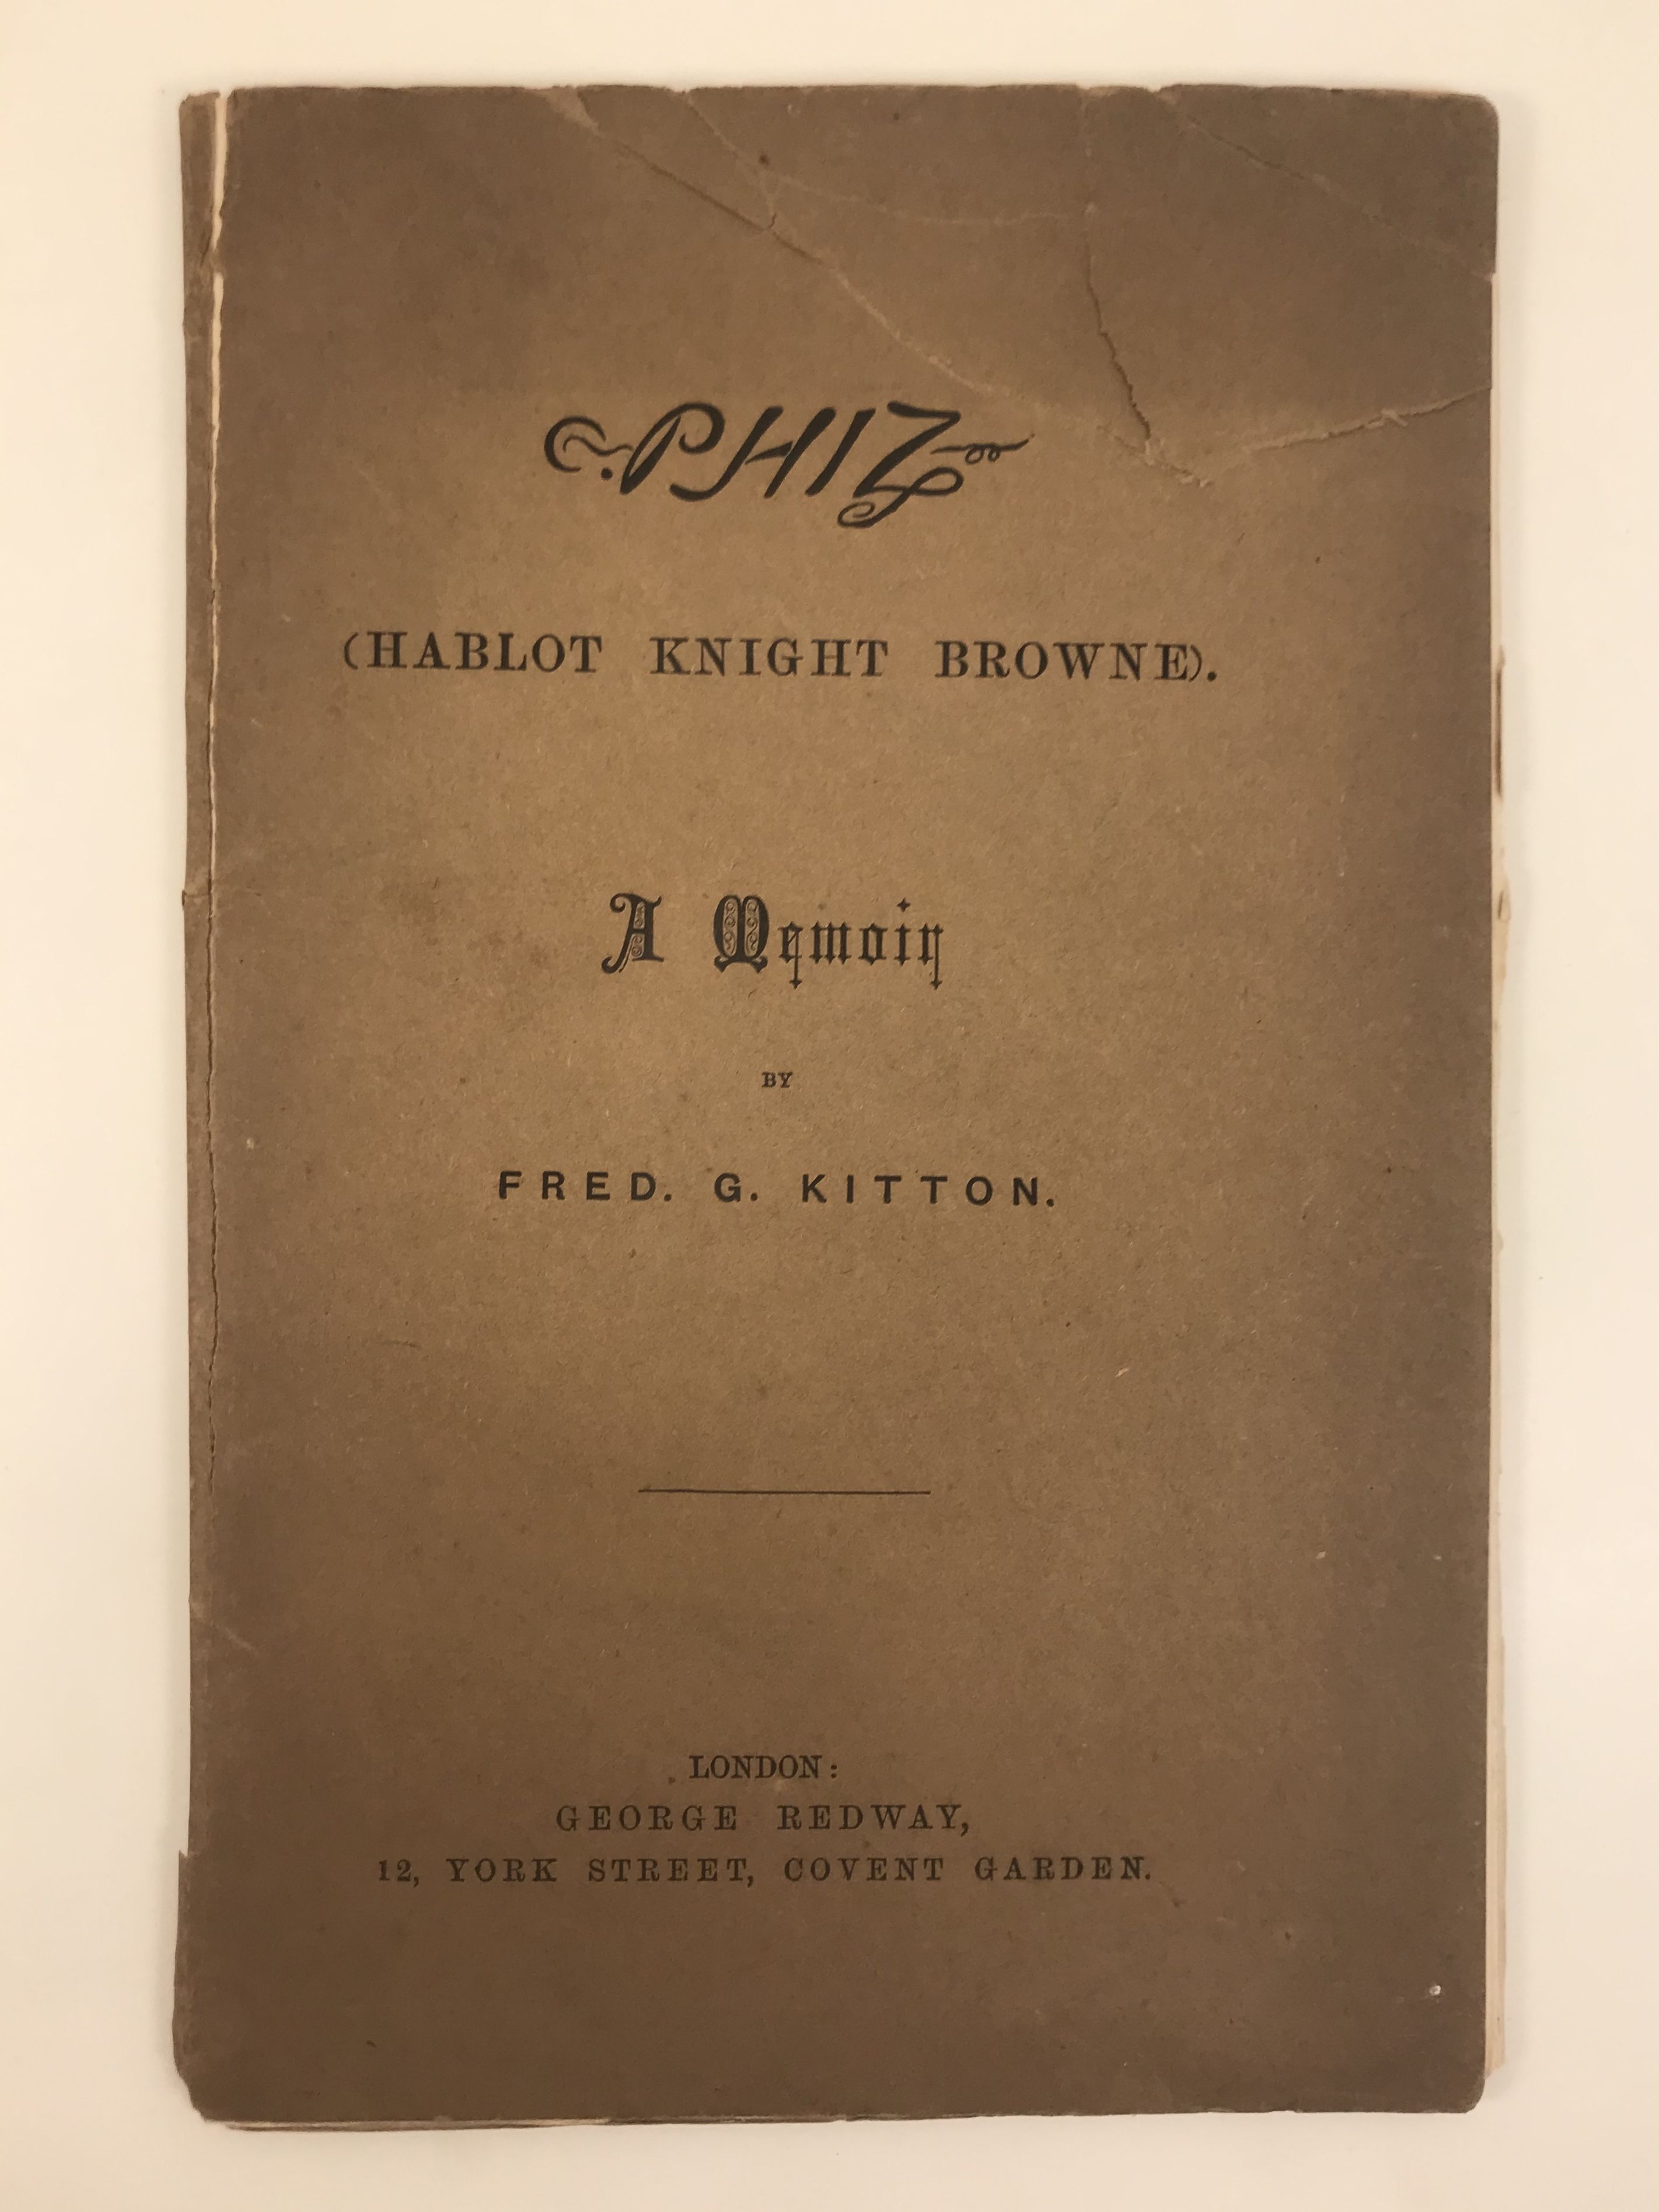 PHIZ
(HABLOT KNIGHT BROWNE).
A Memoir
BY
FRED. G. KITTON.
LONDON:
GEORGE REDWAY,
12, YORK STREET, COVENT GARDEN.